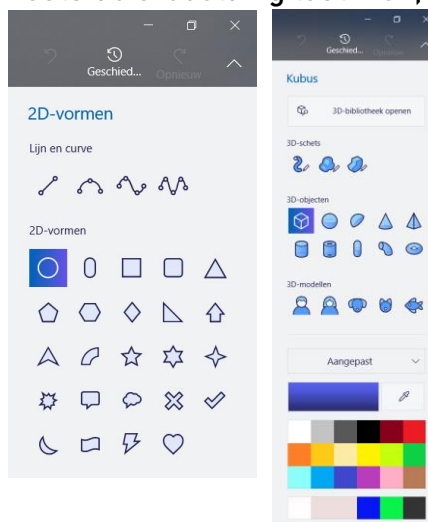 Geschied... Opnieuw
2D-vormen
Lijn en curve
2D-vormen
Geschied... Opnieuw
Kubus
3D-bibliotheek openen
3D-schets
3D-objecten
3D-modellen
Aangepast